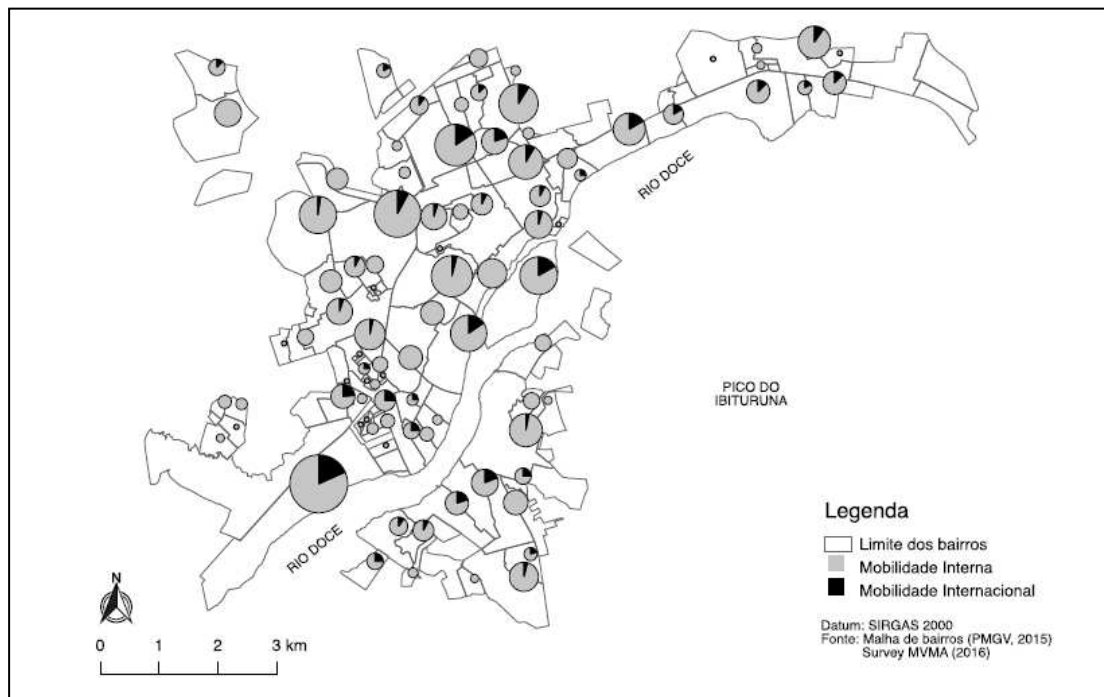 RIO DOCE
PICO DO
IBITURUNA
RIO DOCE
Legenda
Limite dos bairros
Mobilidade Interna
Mobilidade Internacional
Datum: SIRGAS 2000
Fonte: Malha de bairros (PMGV, 2015)
Survey MVMA (2016)
N
0 1 2 3 km